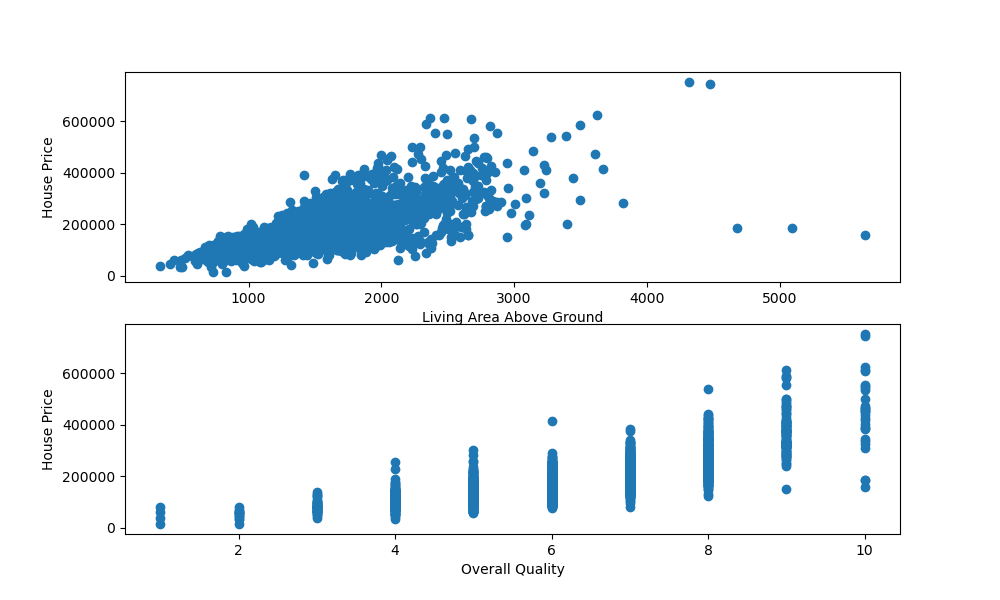 House Price
600000
400000
200000
0
1000 2000 3000 4000 5000
Living Area Above Ground
House Price
600000
400000
200000
0
2 4 6 8 10
Overall Quality